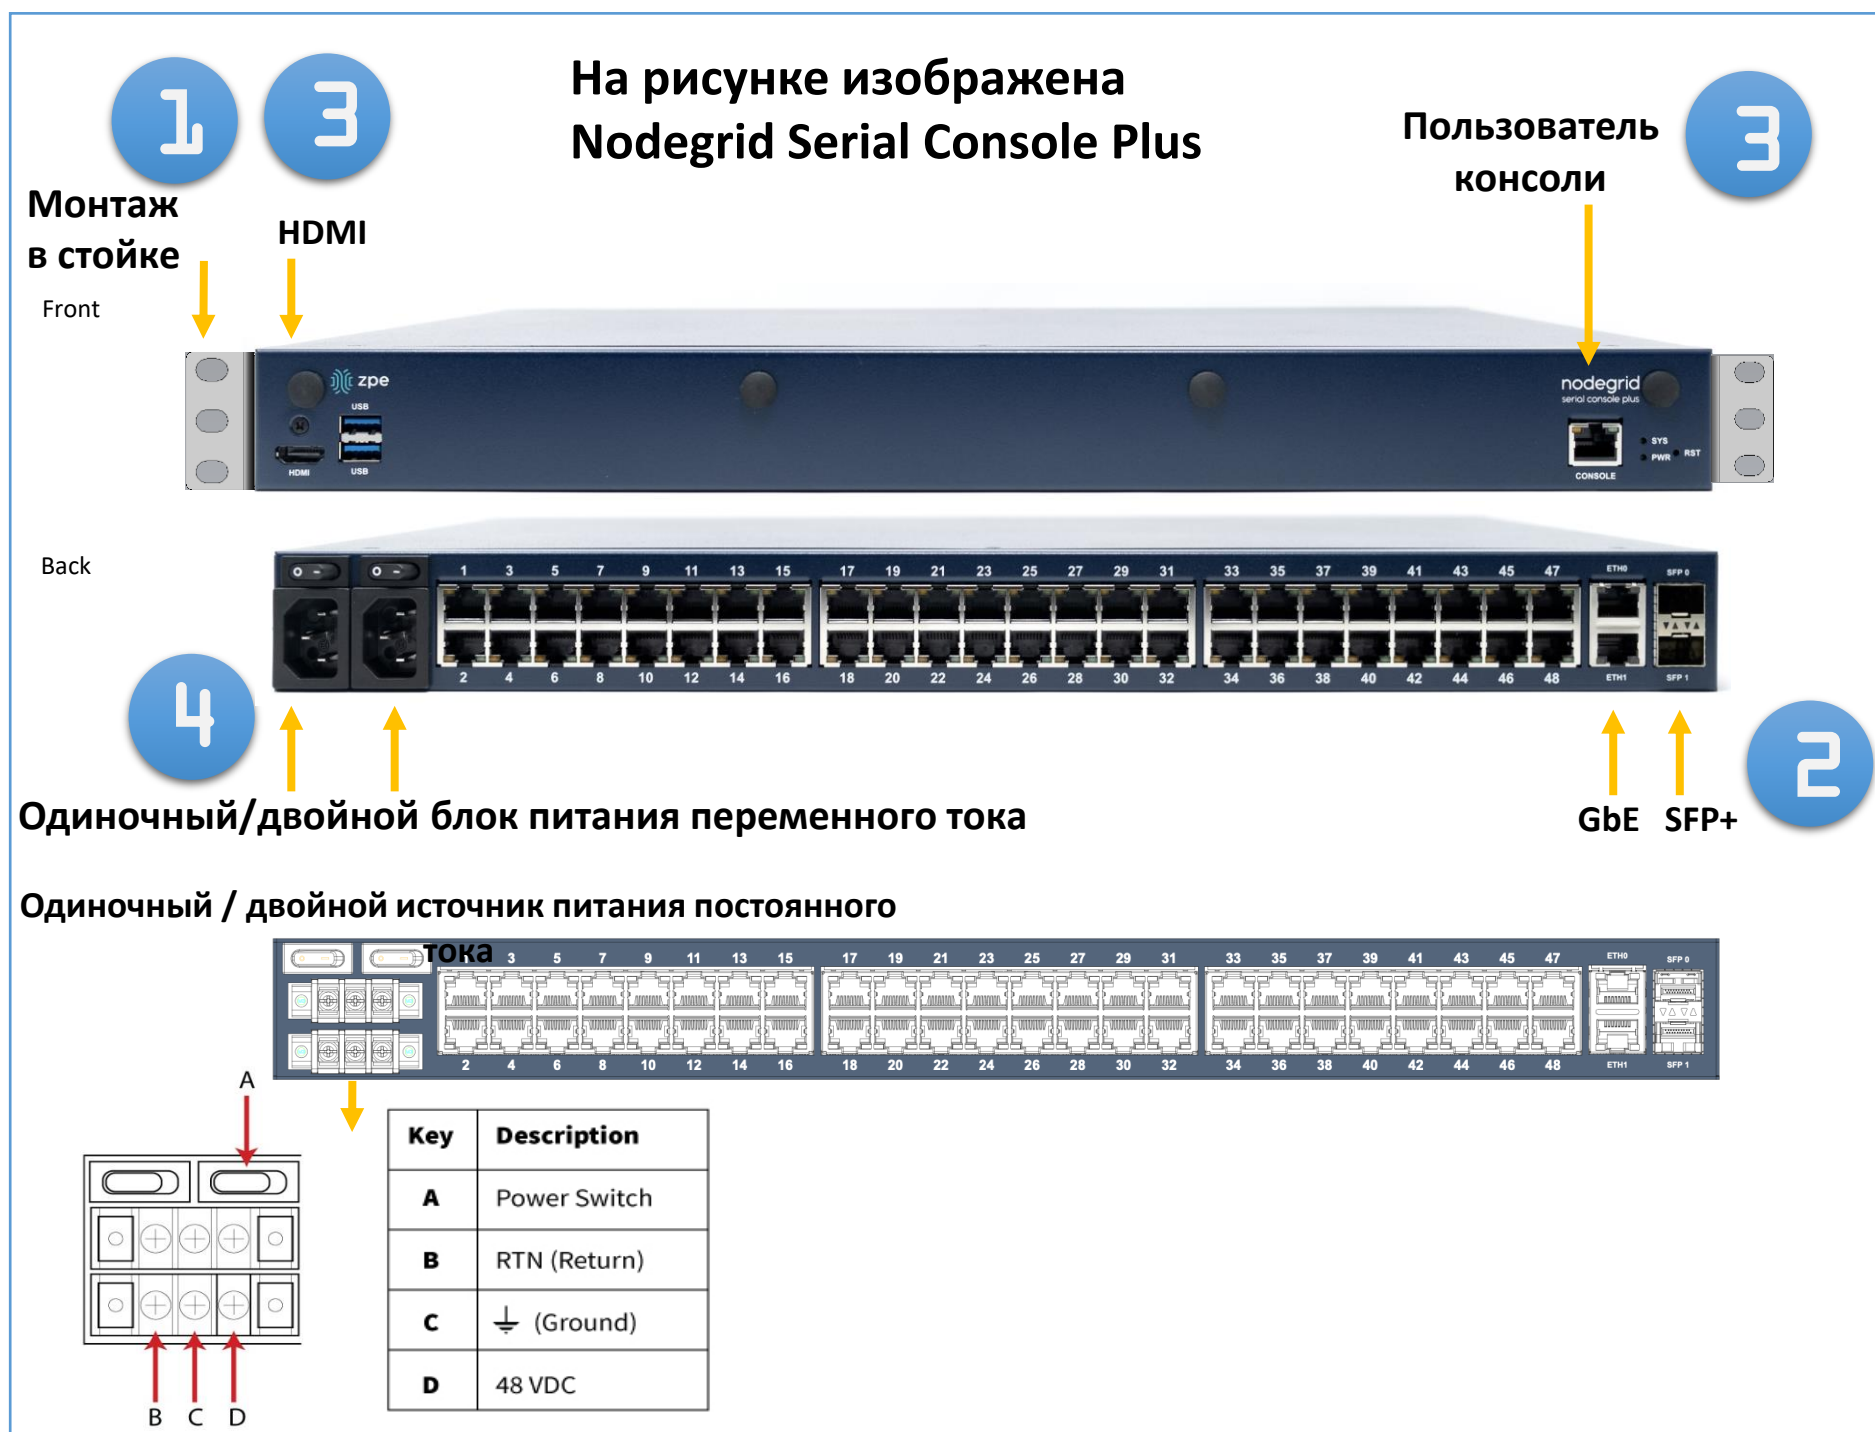 1
3
На рисунке изображена
Nodegrid Serial Console Plus
Пользователь
консоли
3
Монтаж
в стойке
HDMI
Front
zpe
USB
HDMI
USB
nodegrid
serial console plus
SYS
PWR
RST
CONSOLE
Back
1 3 5 7 9 11 13 15 17 19 21 23 25 27 29 31 33 35 37 39 41 43 45 47 ETH0 SFP 0
2 4 6 8 10 12 14 16 18 20 22 24 26 28 30 32 34 36 38 40 42 44 46 48 ETH1 SFP 1
4
2
Одиночный/двойной блок питания переменного тока
GbE SFP+
Одиночный / двойной источник питания постоянного
тока
3 5 7 9 11 13 15 17 19 21 23 25 27 29 31 33 35 37 39 41 43 45 47 ETH0 SFP 0
2 4 6 8 10 12 14 16 18 20 22 24 26 28 30 32 34 36 38 40 42 44 46 48 ETH1 SFP 1
A
Key Description
A Power Switch
B RTN (Return)
C ⏚ (Ground)
D 48 VDC
B C D